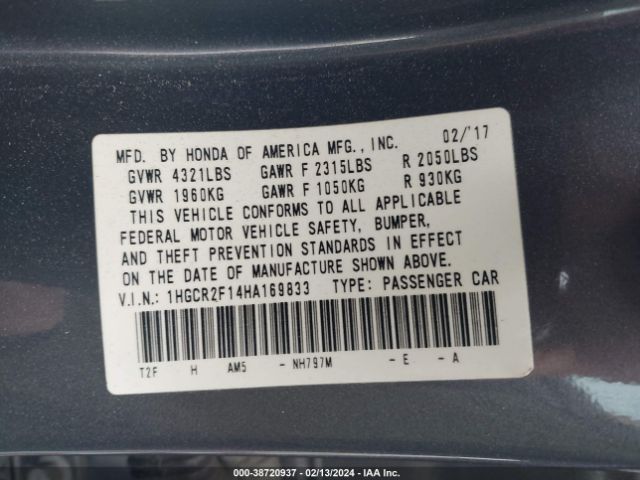 MFD. BY HONDA OF AMERICA MFG., INC. 02/'17
GVWR 4321LBS GAWR F 2315LBS R 2050LBS
GVWR 1960KG GAWR F 1050KG R 930KG
THIS VEHICLE CONFORMS TO ALL APPLICABLE
FEDERAL MOTOR VEHICLE SAFETY, BUMPER,
AND THEFT PREVENTION STANDARDS IN EFFECT
ON THE DATE OF MANUFACTURE SHOWN ABOVE.
V.I.N.: 1HGCR2F14HA169833 TYPE: PASSENGER CAR
T2F H AM5 - NH797M - E - A
000-38720937 - 02/13/2024 - IAA Inc.